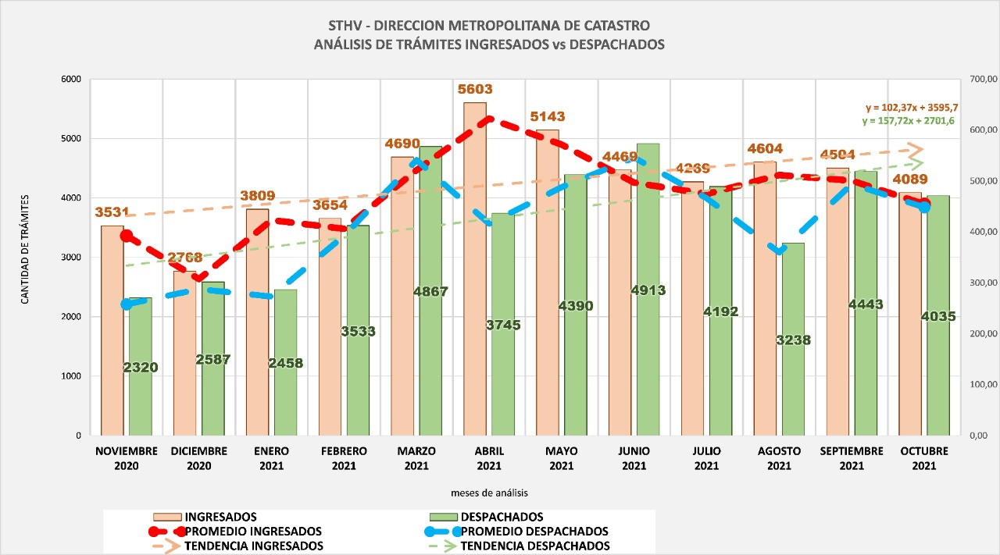 STHV - DIRECCION METROPOLITANA DE CATASTRO
ANÁLISIS DE TRÁMITES INGRESADOS vs DESPACHADOS
6000
5000
4000
3000
2000
1000
0
CANTIDAD DE TRÁMITES
700,00
600,00
500,00
400,00
300,00
200,00
100,00
0,00
y = 102,37x + 3595,7
y = 157,72x + 2701,6
3531
2768
3809
3654
4690
5603
5143
4469
4269
4604
4504
4089
2320
2587
2458
3533
4867
3745
4390
4913
4192
3238
4443
4035
NOVIEMBRE 2020
DICIEMBRE 2020
ENERO 2021
FEBRERO 2021
MARZO 2021
ABRIL 2021
MAYO 2021
JUNIO 2021
JULIO 2021
AGOSTO 2021
SEPTIEMBRE 2021
OCTUBRE 2021
meses de análisis
INGRESADOS
DESPACHADOS
PROMEDIO INGRESADOS
PROMEDIO DESPACHADOS
TENDENCIA INGRESADOS
TENDENCIA DESPACHADOS